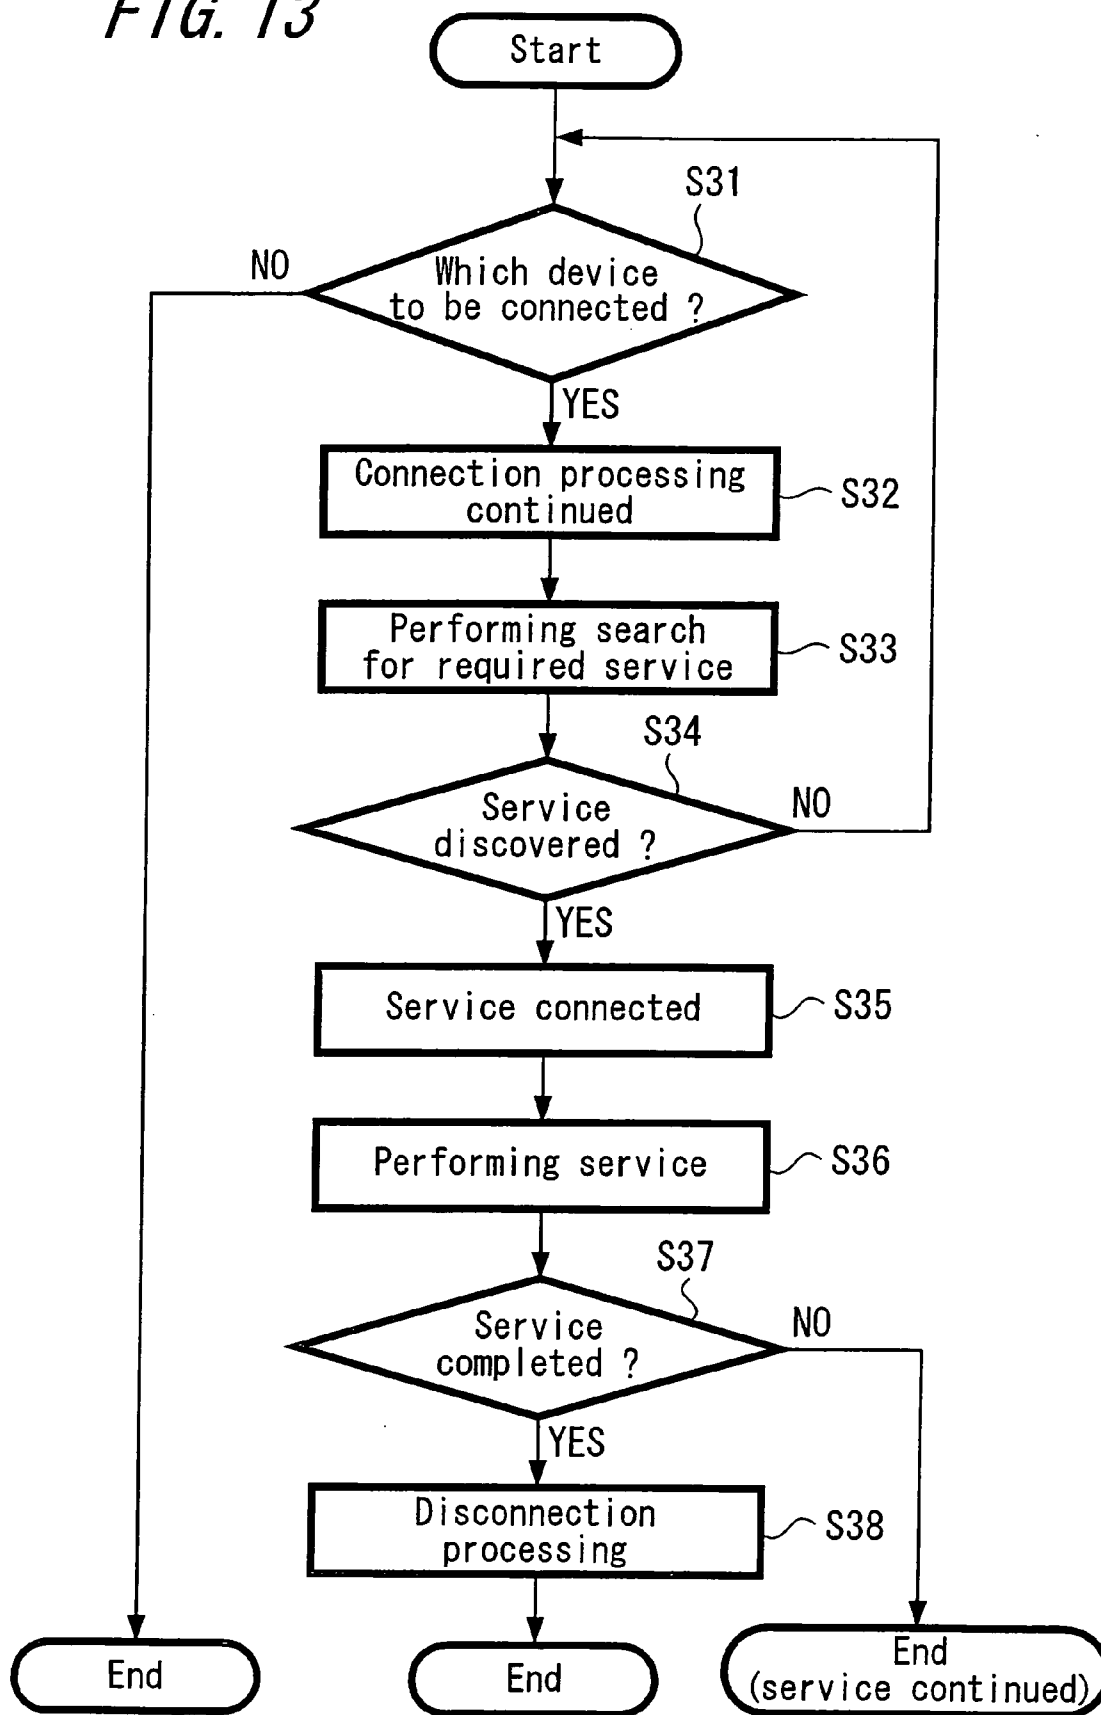 FIG. 13
Start
S31
NO
Which device
to be connected ?
YES
Connection processing
continued
S32
Performing search
for required service
S33
S34
Service
discovered ?
NO
YES
Service connected
S35
Performing service
S36
S37
Service
completed ?
NO
YES
Disconnection
processing
S38
End
End
End
(service continued)